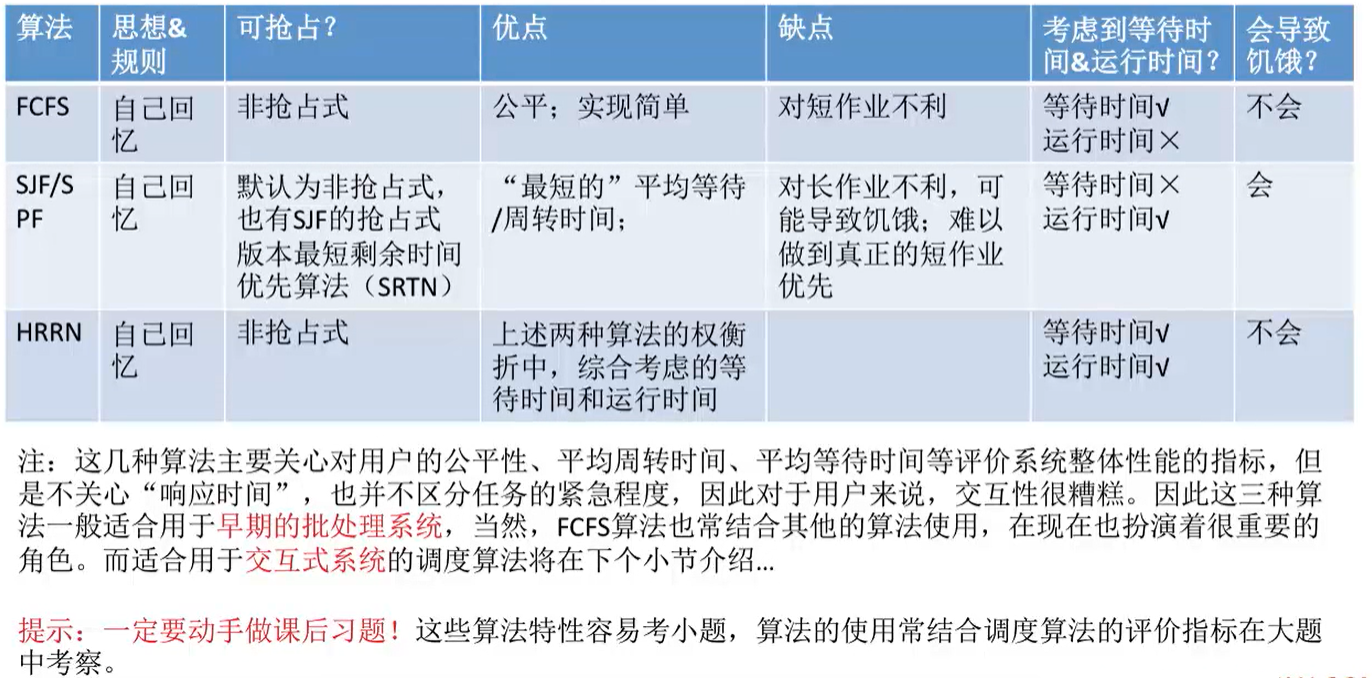 算法 思想& 可抢占？ 优点 缺点 考虑到等待时 会导致
规则 间&运行时间？ 饥饿？
FCFS 自己回 非抢占式 公平；实现简单 对短作业不利 等待时间√ 不会
忆 运行时间×
SJF/S 自己回 默认为非抢占式， “最短的”平均等待 对长作业不利，可 等待时间× 会
PF 忆 也有SJF的抢占式 /周转时间； 能导致饥饿；难以 运行时间√
版本最短剩余时间 做到真正的短作业
优先算法（SRTN） 优先
HRRN 自己回 非抢占式 上述两种算法的权衡 等待时间√ 不会
忆 折中，综合考虑的等 运行时间√
待时间和运行时间
注：这几种算法主要关心对用户的公平性、平均周转时间、平均等待时间等评价系统整体性能的指标，但
是不关心“响应时间”，也并不区分任务的紧急程度，因此对于用户来说，交互性很糟糕。因此这三种算
法一般适合用于早期的批处理系统，当然，FCFS算法也常结合其他的算法使用，在现在也扮演着很重要的
角色。而适合用于交互式系统的调度算法将在下个小节介绍...
提示：一定要动手做课后习题！这些算法特性容易考小题，算法的使用常结合调度算法的评价指标在大题
中考察。